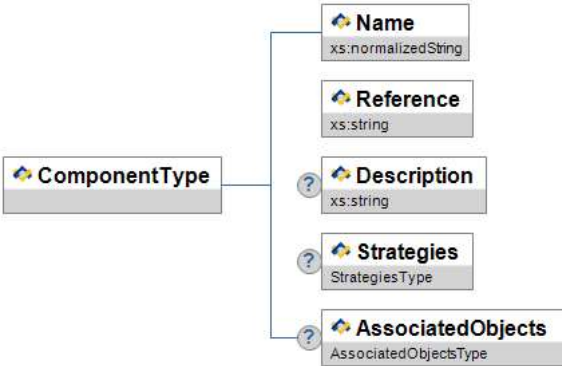 Name
xs:normalizedString
Reference
xs:string
ComponentType
? Description
xs:string
? Strategies
StrategiesType
? AssociatedObjects
AssociatedObjectsType